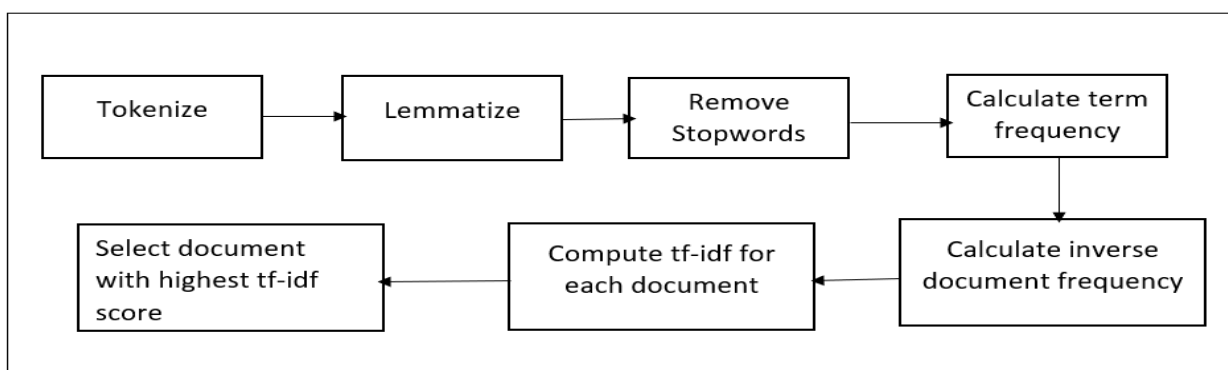 Tokenize
Lemmatize
Remove
Stopwords
Calculate term
frequency
Calculate inverse
document frequency
Compute tf-idf for
each document
Select document
with highest tf-idf
score